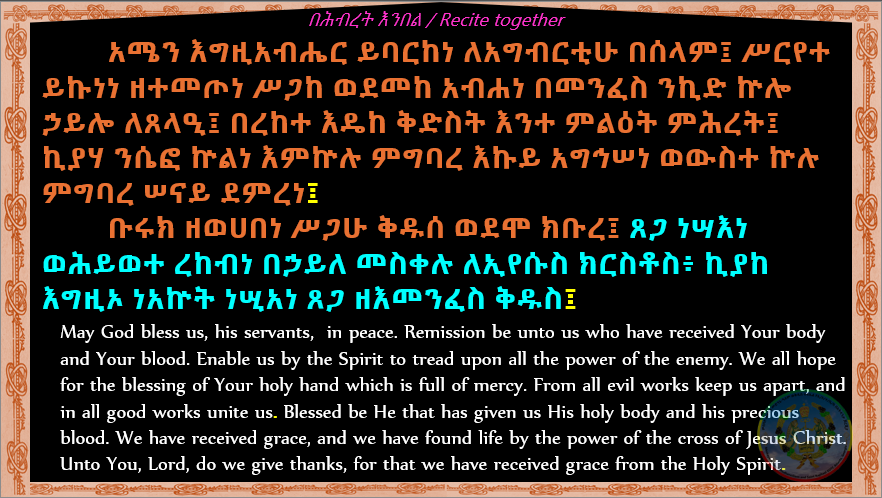 በሕብረት እንበል / Recite together
አሜን እግዚአብሔር ይባርከነ ለአግብርቲሁ በሰላም፤ ሥርየተ
ይኩነነ ዘተመጦነ ሥጋከ ወደመከ አብሐነ በመንፈስ ንኪድ ኵሎ
ኃይሎ ለጸላዒ፤ በረከተ እዴከ ቅድስት እንተ ምልዕት ምሕረት፤
ኪያሃ ንሴፎ ኵልነ እምኵሉ ምግባረ እኩይ አግኅሠነ ወውስተ ኵሉ
ምግባረ ሠናይ ደምረነ፤
ቡሩክ ዘወሀበነ ሥጋሁ ቅዱሰ ወደሞ ክቡረ፤ ጸጋ ነሣእነ
ወሕይወተ ረከብነ በኃይለ መስቀሉ ለኢየሱስ ክርስቶስ፥ ኪያከ
እግዚኦ ነአኵት ነሢአነ ጸጋ ዘእመንፈስ ቅዱስ፤
May God bless us, his servants, in peace. Remission be unto us who have received Your body
and Your blood. Enable us by the Spirit to tread upon all the power of the enemy. We all hope
for the blessing of Your holy hand which is full of mercy. From all evil works keep us apart, and
in all good works unite us. Blessed be He that has given us His holy body and his precious
blood. We have received grace, and we have found life by the power of the cross of Jesus Christ.
Unto You, Lord, do we give thanks, for that we have received grace from the Holy Spirit.